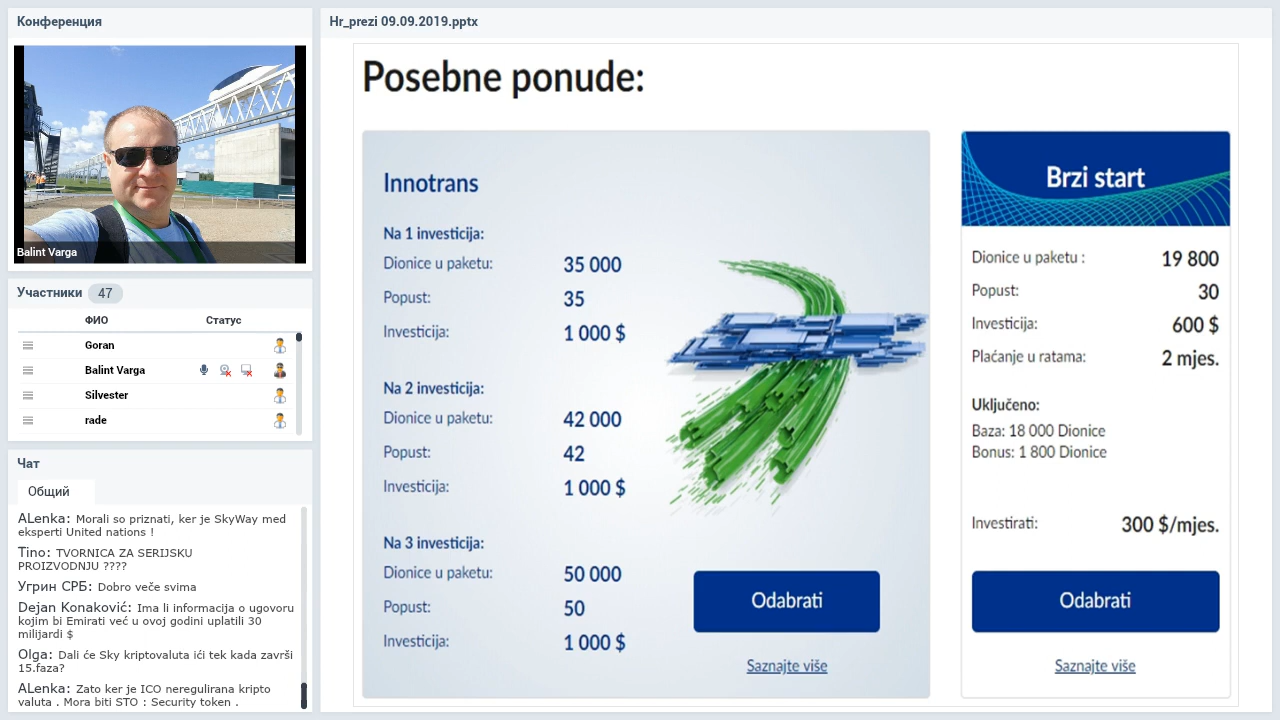 Конференция
Balint Varga
Участники 47
ФИО Статус
Goran
Balint Varga
Silvester
rade
Чат
Общий
ALenka: Morali so priznati, ker je SkyWay med
eksperti United nations !
Tino: TVORNICA ZA SERIJSKU
PROIZVODNJU ????
Угрин СРБ: Dobro veče svima
Dejan Konaković: Ima li informacija o ugovoru
kojim bi Emirati već u ovoj godini uplatili 30
milijardi $
Olga: Dali će Sky kriptovaluta ići tek kada završi
15.faza?
ALenka: Zato ker je ICO neregulirana kripto
valuta . Mora biti STO : Security token .
Hr_prezi 09.09.2019.pptx
Posebne ponude:
Innotrans
Na 1 investicija:
Dionice u paketu: 35 000
Popust: 35
Investicija: 1 000 $
Na 2 investicija:
Dionice u paketu: 42 000
Popust: 42
Investicija: 1 000 $
Na 3 investicija:
Dionice u paketu: 50 000
Popust: 50
Investicija: 1 000 $
Odabrati
Saznajte više
Brzi start
Dionice u paketu : 19 800
Popust: 30
Investicija: 600 $
Plaćanje u ratama: 2 mjes.
Uključeno:
Baza: 18 000 Dionice
Bonus: 1 800 Dionice
Investirati: 300 $/mjes.
Odabrati
Saznajte više